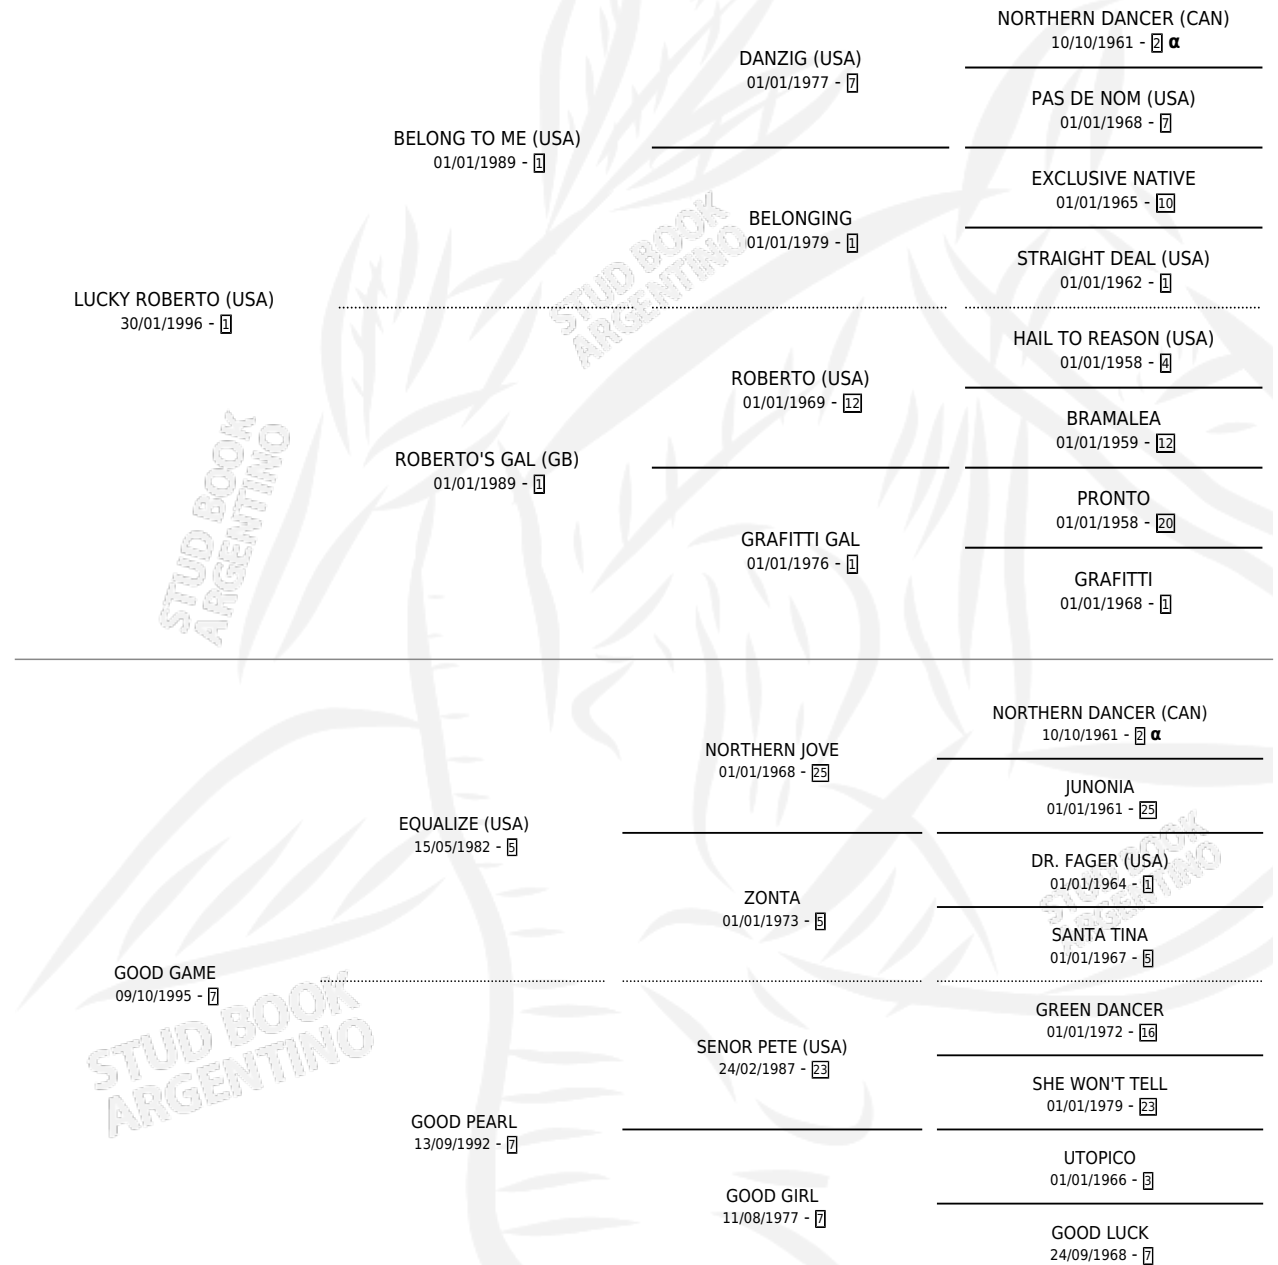 NORTHERN DANCER (CAN)
10/10/1961 - 2 α
DANZIG (USA)
01/01/1977 - 7
PAS DE NOM (USA)
01/01/1968 - 7
BELONG TO ME (USA)
01/01/1989 - 1
EXCLUSIVE NATIVE
01/01/1965 - 10
BELONGING
01/01/1979 - 1
STRAIGHT DEAL (USA)
01/01/1962 - 1
LUCKY ROBERTO (USA)
30/01/1996 - 1
HAIL TO REASON (USA)
01/01/1958 - 4
ROBERTO (USA)
01/01/1969 - 12
BRAMALEA
01/01/1959 - 12
ROBERTO'S GAL (GB)
01/01/1989 - 1
PRONTO
01/01/1958 - 20
GRAFITTI GAL
01/01/1976 - 1
GRAFITTI
01/01/1968 - 1
STUD BOOK
ARGENTINO
STUD BOOK
ARGENTINO
NORTHERN DANCER (CAN)
10/10/1961 - 2 α
NORTHERN JOVE
01/01/1968 - 25
JUNONIA
01/01/1961 - 25
EQUALIZE (USA)
15/05/1982 - 5
DR. FAGER (USA)
01/01/1964 - 1
ZONTA
01/01/1973 - 5
SANTA TINA
01/01/1967 - 5
GOOD GAME
09/10/1995 - 7
GREEN DANCER
01/01/1972 - 16
SENOR PETE (USA)
24/02/1987 - 23
SHE WON'T TELL
01/01/1979 - 23
GOOD PEARL
13/09/1992 - 7
UTOPICO
01/01/1966 - 3
GOOD GIRL
11/08/1977 - 7
GOOD LUCK
24/09/1968 - 7
STUD BOOK
ARGENTINO
STUD BOOK
ARGENTINO